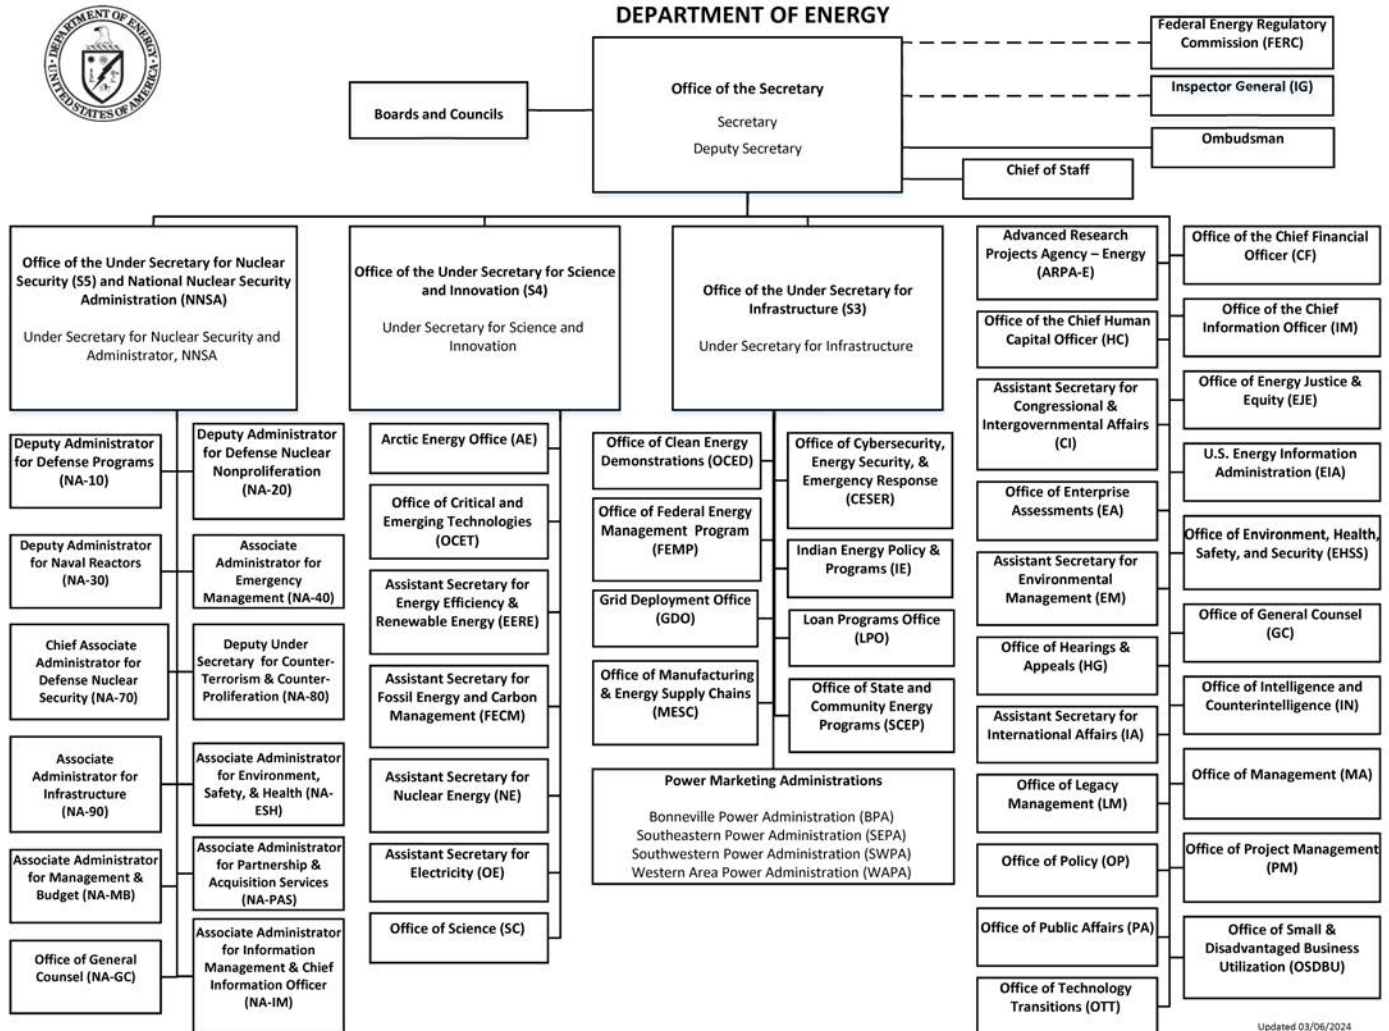 DEPARTMENT OF ENERGY
DEPARTMENT OF ENERGY
UNITED STATES OF AMERICA
Federal Energy Regulatory
Commission (FERC)
Inspector General (IG)
Ombudsman
Chief of Staff
Office of the Secretary
Secretary
Deputy Secretary
Boards and Councils
Office of the Under Secretary for Nuclear
Security (S5) and National Nuclear Security
Administration (NNSA)
Under Secretary for Nuclear Security and
Administrator, NNSA
Deputy Administrator
for Defense Programs
(NA-10)
Deputy Administrator
for Defense Nuclear
Nonproliferation
(NA-20)
Deputy Administrator
for Naval Reactors
(NA-30)
Associate
Administrator for
Emergency
Management (NA-40)
Chief Associate
Administrator for
Defense Nuclear
Security (NA-70)
Deputy Under
Secretary for Counter-
Terrorism & Counter-
Proliferation (NA-80)
Associate
Administrator for
Infrastructure
(NA-90)
Associate Administrator
for Environment,
Safety, & Health (NA-
ESH)
Associate Administrator
for Management &
Budget (NA-MB)
Associate Administrator
for Partnership &
Acquisition Services
(NA-PAS)
Office of General
Counsel (NA-GC)
Associate Administrator
for Information
Management & Chief
Information Officer
(NA-IM)
Office of the Under Secretary for Science
and Innovation (S4)
Under Secretary for Science and
Innovation
Arctic Energy Office (AE)
Office of Critical and
Emerging Technologies
(OCET)
Assistant Secretary for
Energy Efficiency &
Renewable Energy (EERE)
Assistant Secretary for
Fossil Energy and Carbon
Management (FECM)
Assistant Secretary for
Nuclear Energy (NE)
Assistant Secretary for
Electricity (OE)
Office of Science (SC)
Office of the Under Secretary for
Infrastructure (S3)
Under Secretary for Infrastructure
Office of Clean Energy
Demonstrations (OCED)
Office of Cybersecurity,
Energy Security, &
Emergency Response
(CESER)
Office of Federal Energy
Management Program
(FEMP)
Indian Energy Policy &
Programs (IE)
Grid Deployment Office
(GDO)
Loan Programs Office
(LPO)
Office of Manufacturing
& Energy Supply Chains
(MESC)
Office of State and
Community Energy
Programs (SCEP)
Power Marketing Administrations
Bonneville Power Administration (BPA)
Southeastern Power Administration (SEPA)
Southwestern Power Administration (SWPA)
Western Area Power Administration (WAPA)
Advanced Research
Projects Agency – Energy
(ARPA-E)
Office of the Chief Financial
Officer (CF)
Office of the Chief Human
Capital Officer (HC)
Office of the Chief
Information Officer (IM)
Assistant Secretary for
Congressional &
Intergovernmental Affairs
(CI)
Office of Energy Justice &
Equity (EJE)
U.S. Energy Information
Administration (EIA)
Office of Enterprise
Assessments (EA)
Office of Environment, Health,
Safety, and Security (EHSS)
Assistant Secretary for
Environmental
Management (EM)
Office of General Counsel
(GC)
Office of Hearings &
Appeals (HG)
Office of Intelligence and
Counterintelligence (IN)
Assistant Secretary for
International Affairs (IA)
Office of Management (MA)
Office of Legacy
Management (LM)
Office of Project Management
(PM)
Office of Policy (OP)
Office of Public Affairs (PA)
Office of Small &
Disadvantaged Business
Utilization (OSDBU)
Office of Technology
Transitions (OTT)
Updated 03/06/2024